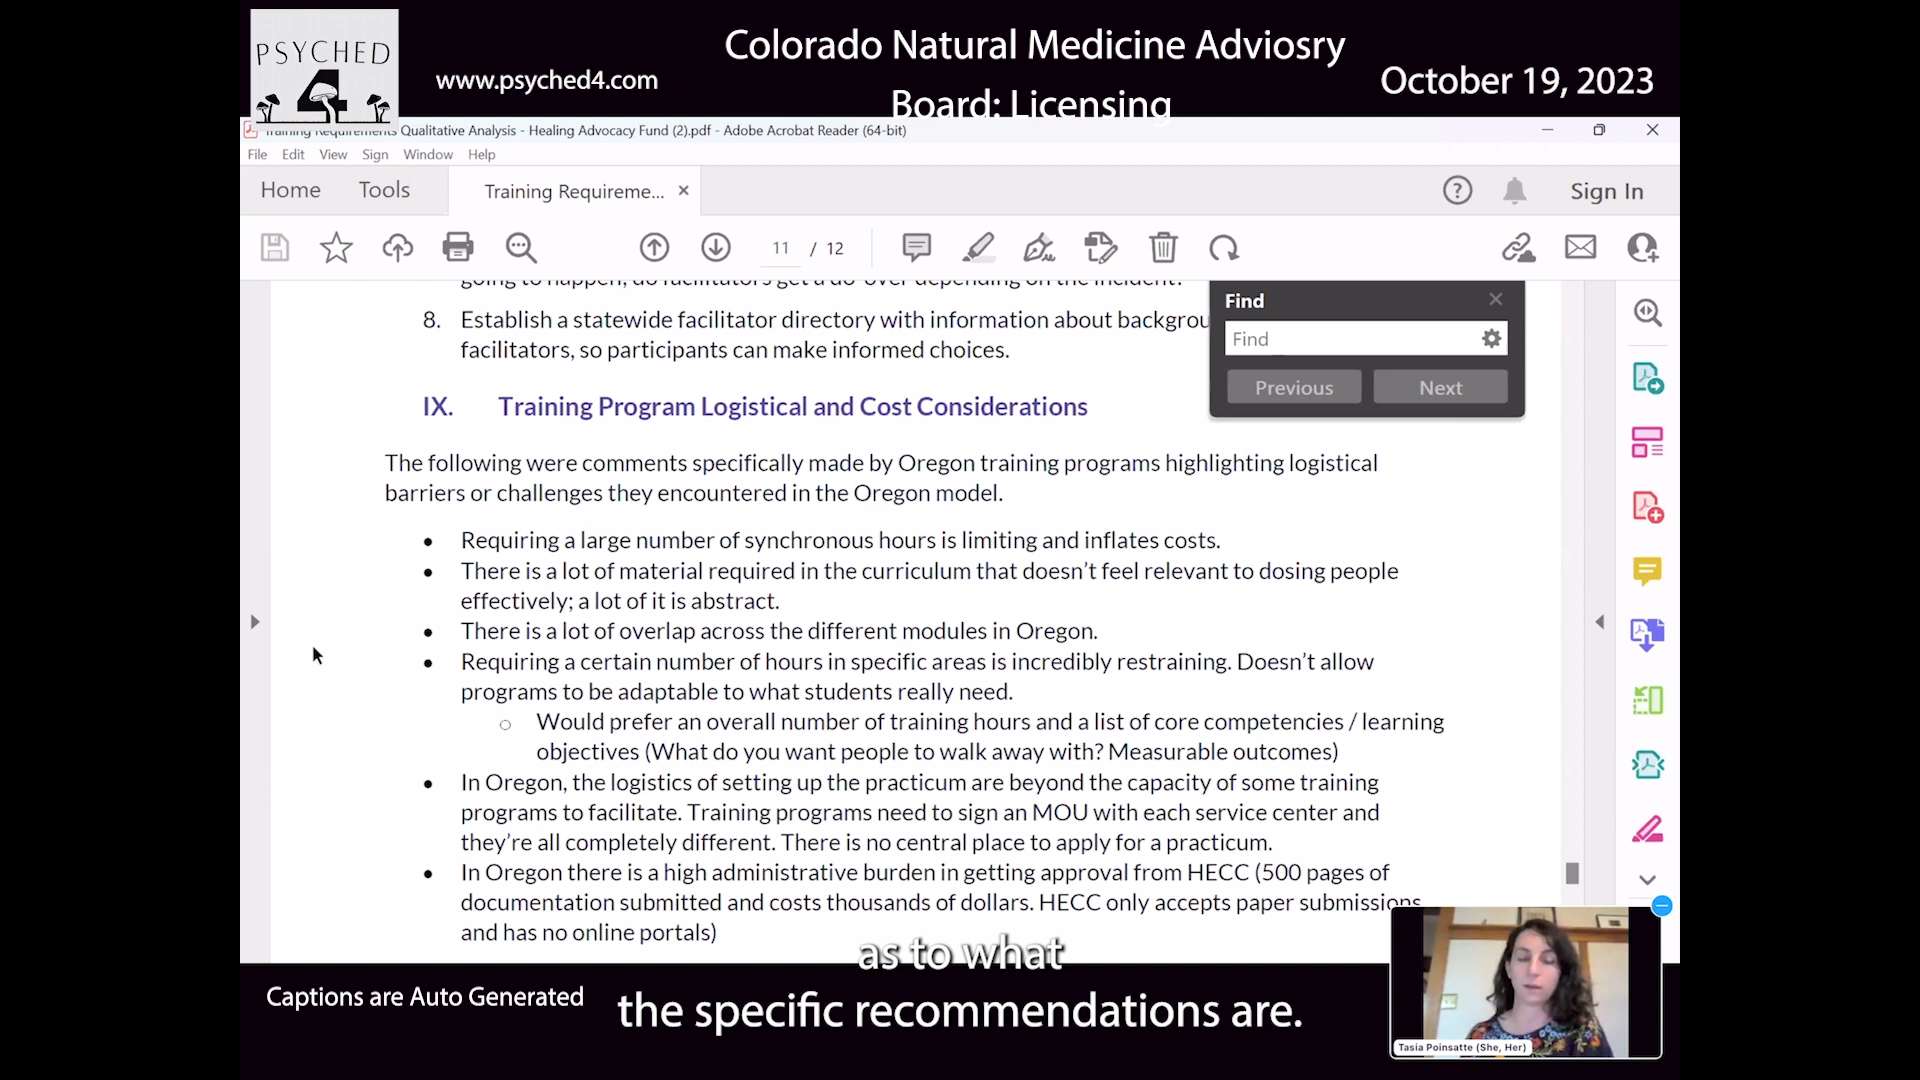 PSYCHED
4
www.psyched4.com
Colorado Natural Medicine Adviosry
Board: Licensing
October 19, 2023
Training Requirements Qualitative Analysis - Healing Advocacy Fund (2).pdf - Adobe Acrobat Reader (64-bit)
File Edit View Sign Window Help
Home Tools Training Requireme... × Sign In
11 / 12
going to happen, do facilitators get a do-over depending on the incident?
8. Establish a statewide facilitator directory with information about backgrou
facilitators, so participants can make informed choices.
Find
Find
Previous Next
IX. Training Program Logistical and Cost Considerations
The following were comments specifically made by Oregon training programs highlighting logistical
barriers or challenges they encountered in the Oregon model.
• Requiring a large number of synchronous hours is limiting and inflates costs.
• There is a lot of material required in the curriculum that doesn’t feel relevant to dosing people
effectively; a lot of it is abstract.
• There is a lot of overlap across the different modules in Oregon.
• Requiring a certain number of hours in specific areas is incredibly restraining. Doesn’t allow
programs to be adaptable to what students really need.
○ Would prefer an overall number of training hours and a list of core competencies / learning
objectives (What do you want people to walk away with? Measurable outcomes)
• In Oregon, the logistics of setting up the practicum are beyond the capacity of some training
programs to facilitate. Training programs need to sign an MOU with each service center and
they’re all completely different. There is no central place to apply for a practicum.
• In Oregon there is a high administrative burden in getting approval from HECC (500 pages of
documentation submitted and costs thousands of dollars. HECC only accepts paper submissions
and has no online portals)
as to what
the specific recommendations are.
Captions are Auto Generated
Tasia Poinsatte (She, Her)